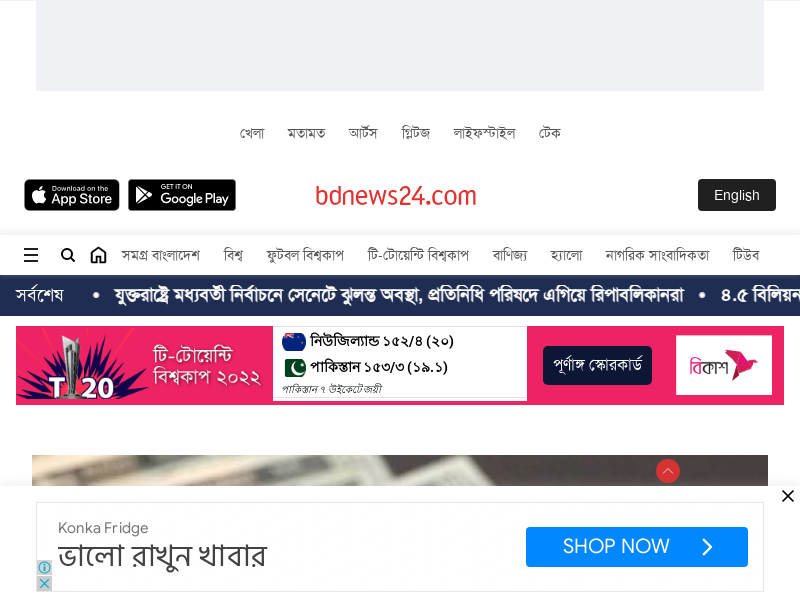 খেলা মতামত আর্টস গ্লিটজ লাইফস্টাইল টেক
Download on the
App Store
GET IT ON
Google Play
bdnews24.com
English
সমগ্র বাংলাদেশ বিশ্ব ফুটবল বিশ্বকাপ টি-টোয়েন্টি বিশ্বকাপ বাণিজ্য হ্যালো নাগরিক সাংবাদিকতা টিউব
সর্বশেষ • যুক্তরাষ্ট্রে মধ্যবর্তী নির্বাচনে সেনেটে ঝুলন্ত অবস্থা, প্রতিনিধি পরিষদে এগিয়ে রিপাবলিকানরা • ৪.৫ বিলিয়ন
T 20
টি-টোয়েন্টি
বিশ্বকাপ ২০২২
নিউজিল্যান্ড ১৫২/৪ (২০)
পাকিস্তান ১৫৩/৩ (১৯.১)
পাকিস্তান ৭ উইকেটে জয়ী
পূর্ণাঙ্গ স্কোরকার্ড
বিকাশ
Konka Fridge
ভালো রাখুন খাবার
SHOP NOW